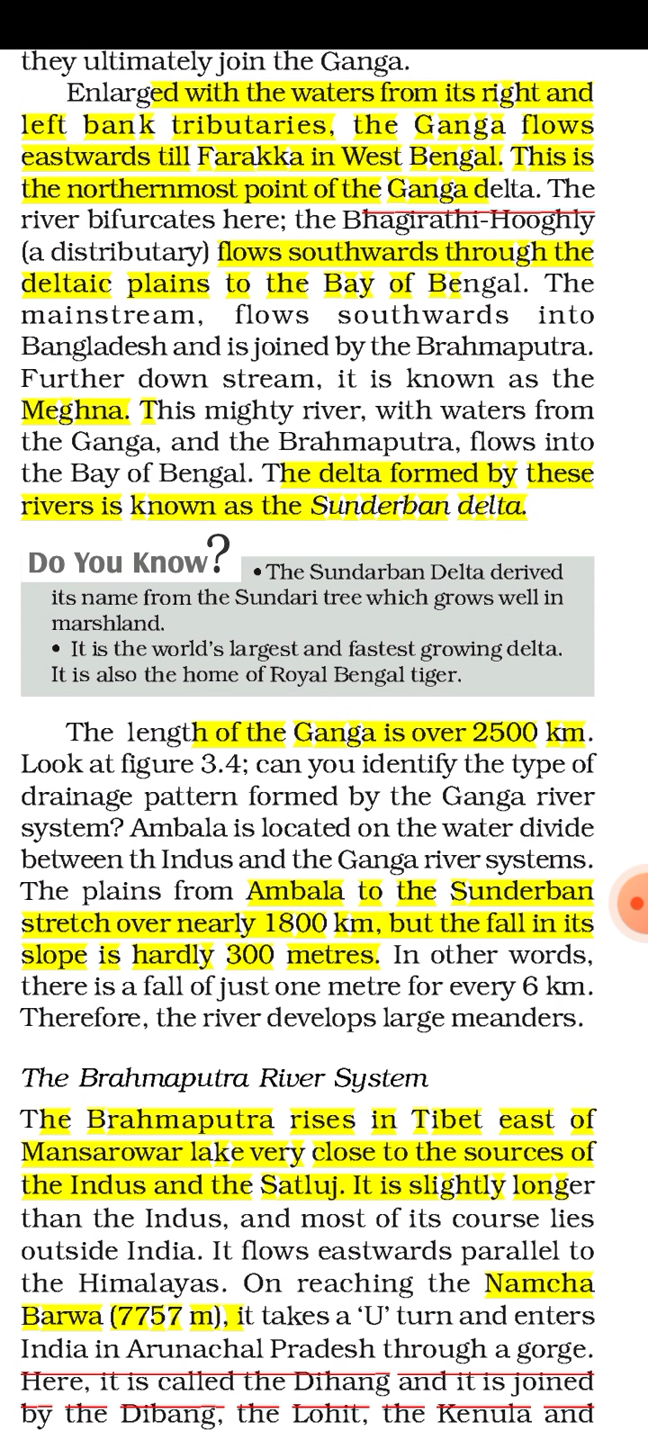 they ultimately join the Ganga.
Enlarged with the waters from its right and
left bank tributaries, the Ganga flows
eastwards till Farakka in West Bengal. This is
the northernmost point of the Ganga delta. The
river bifurcates here; the Bhagirathi-Hooghly
(a distributary) flows southwards through the
deltaic plains to the Bay of Bengal. The
mainstream, flows southwards into
Bangladesh and is joined by the Brahmaputra.
Further down stream, it is known as the
Meghna. This mighty river, with waters from
the Ganga, and the Brahmaputra, flows into
the Bay of Bengal. The delta formed by these
rivers is known as the Sunderban delta.
Do You Know?
• The Sundarban Delta derived
its name from the Sundari tree which grows well in
marshland.
• It is the world's largest and fastest growing delta.
It is also the home of Royal Bengal tiger.
The length of the Ganga is over 2500 km.
Look at figure 3.4; can you identify the type of
drainage pattern formed by the Ganga river
system? Ambala is located on the water divide
between th Indus and the Ganga river systems.
The plains from Ambala to the Sunderban
stretch over nearly 1800 km, but the fall in its
slope is hardly 300 metres. In other words,
there is a fall of just one metre for every 6 km.
Therefore, the river develops large meanders.
The Brahmaputra River System
The Brahmaputra rises in Tibet east of
Mansarowar lake very close to the sources of
the Indus and the Satluj. It is slightly longer
than the Indus, and most of its course lies
outside India. It flows eastwards parallel to
the Himalayas. On reaching the Namcha
Barwa (7757 m), it takes a 'U' turn and enters
India in Arunachal Pradesh through a gorge.
Here, it is called the Dihang and it is joined
by the Dibang, the Lohit, the Kenula and